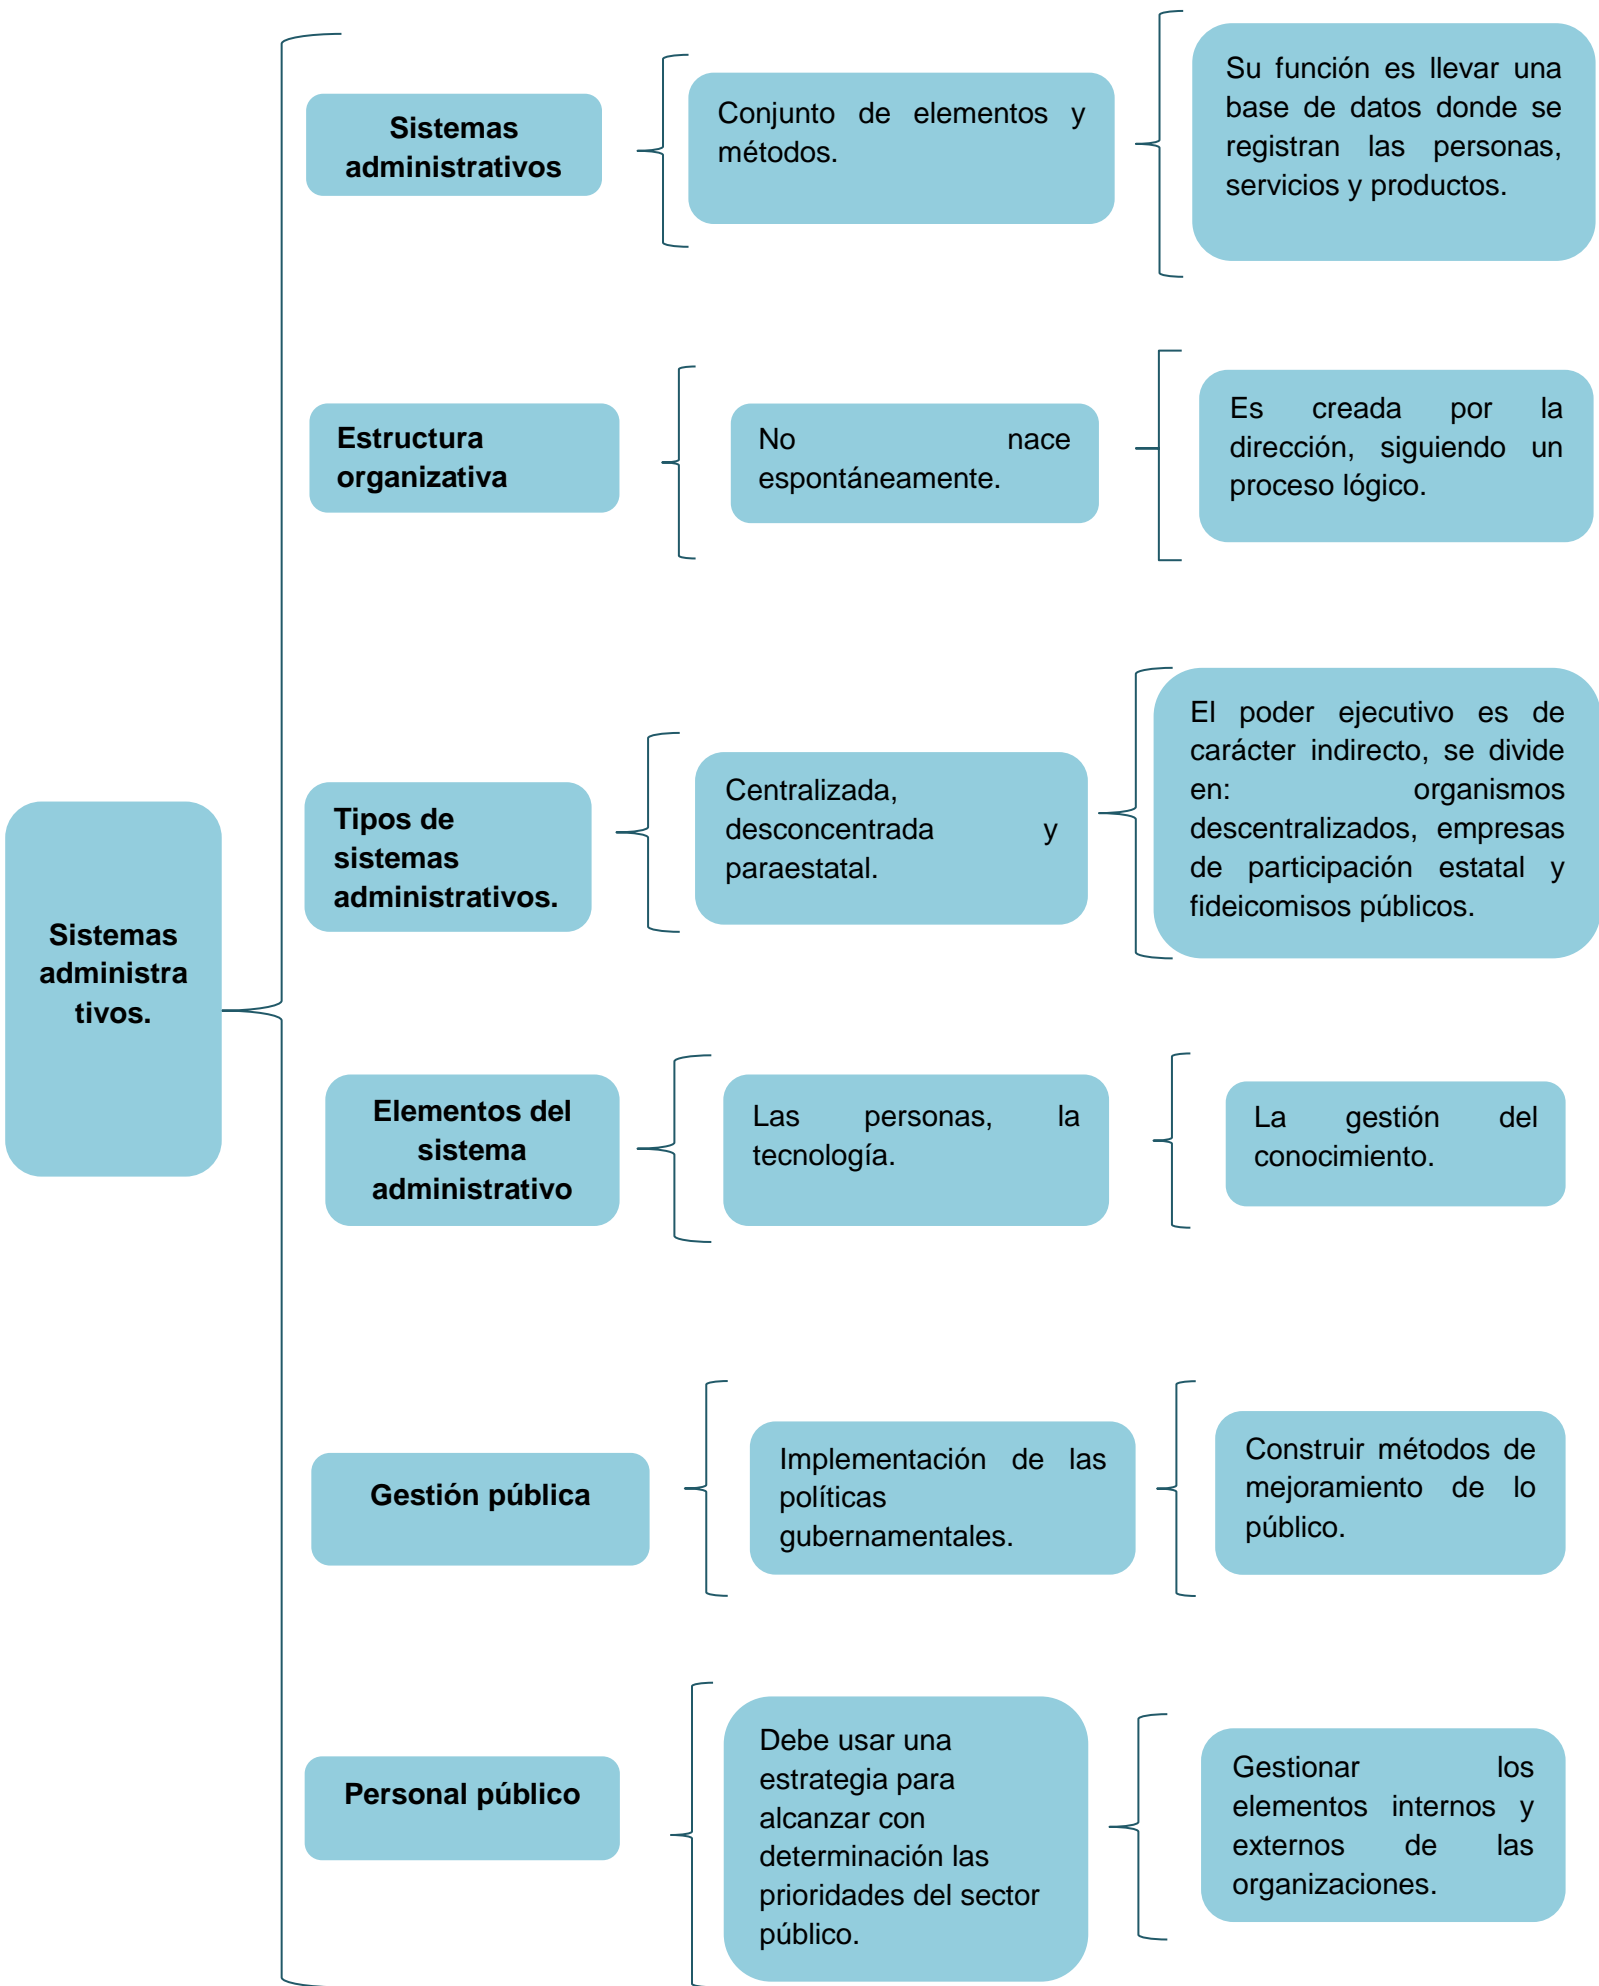 Sistemas
administra
tivos.
Sistemas
administrativos
Conjunto de elementos y
métodos.
Su función es llevar una
base de datos donde se
registran las personas,
servicios y productos.
Estructura
organizativa
No nace
espontáneamente.
Es creada por la
dirección, siguiendo un
proceso lógico.
Tipos de
sistemas
administrativos.
Centralizada,
desconcentrada y
paraestatal.
El poder ejecutivo es de
carácter indirecto, se divide
en: organismos
descentralizados, empresas
de participación estatal y
fideicomisos públicos.
Elementos del
sistema
administrativo
Las personas, la
tecnología.
La gestión del
conocimiento.
Gestión pública
Implementación de las
políticas
gubernamentales.
Construir métodos de
mejoramiento de lo
público.
Personal público
Debe usar una
estrategia para
alcanzar con
determinación las
prioridades del sector
público.
Gestionar los
elementos internos y
externos de las
organizaciones.